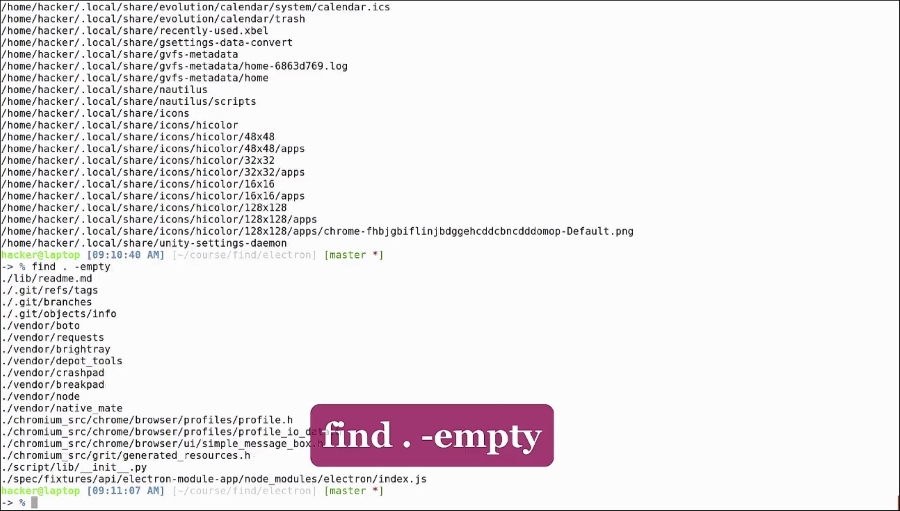 /home/hacker/.local/share/evolution/calendar/system/calendar.ics
/home/hacker/.local/share/evolution/calendar/trash
/home/hacker/.local/share/recently-used.xbel
/home/hacker/.local/share/gsettings-data-convert
/home/hacker/.local/share/gvfs-metadata
/home/hacker/.local/share/gvfs-metadata/home-6863d769.log
/home/hacker/.local/share/gvfs-metadata/home
/home/hacker/.local/share/nautilus
/home/hacker/.local/share/nautilus/scripts
/home/hacker/.local/share/icons
/home/hacker/.local/share/icons/hicolor
/home/hacker/.local/share/icons/hicolor/48x48
/home/hacker/.local/share/icons/hicolor/48x48/apps
/home/hacker/.local/share/icons/hicolor/32x32
/home/hacker/.local/share/icons/hicolor/32x32/apps
/home/hacker/.local/share/icons/hicolor/16x16
/home/hacker/.local/share/icons/hicolor/16x16/apps
/home/hacker/.local/share/icons/hicolor/128x128
/home/hacker/.local/share/icons/hicolor/128x128/apps
/home/hacker/.local/share/icons/hicolor/128x128/apps/chrome-fhbjgbiflinjbdggehcddcbncdddomop-Default.png
/home/hacker/.local/share/unity-settings-daemon
hacker@laptop [09:10:40 AM] [~/course/find/electron] [master *]
-> % find . -empty
./lib/readme.md
./.git/refs/tags
./.git/branches
./.git/objects/info
./vendor/boto
./vendor/requests
./vendor/brightray
./vendor/depot_tools
./vendor/crashpad
./vendor/breakpad
./vendor/node
./vendor/native_mate
./chromium_src/chrome/browser/profiles/profile.h
./chromium_src/chrome/browser/profiles/profile_io_da
./chromium_src/chrome/browser/ui/simple_message_box.h
./chromium_src/grit/generated_resources.h
./script/lib/__init__.py
./spec/fixtures/api/electron-module-app/node_modules/electron/index.js
hacker@laptop [09:11:07 AM] [~/course/find/electron] [master *]
-> %
find . -empty